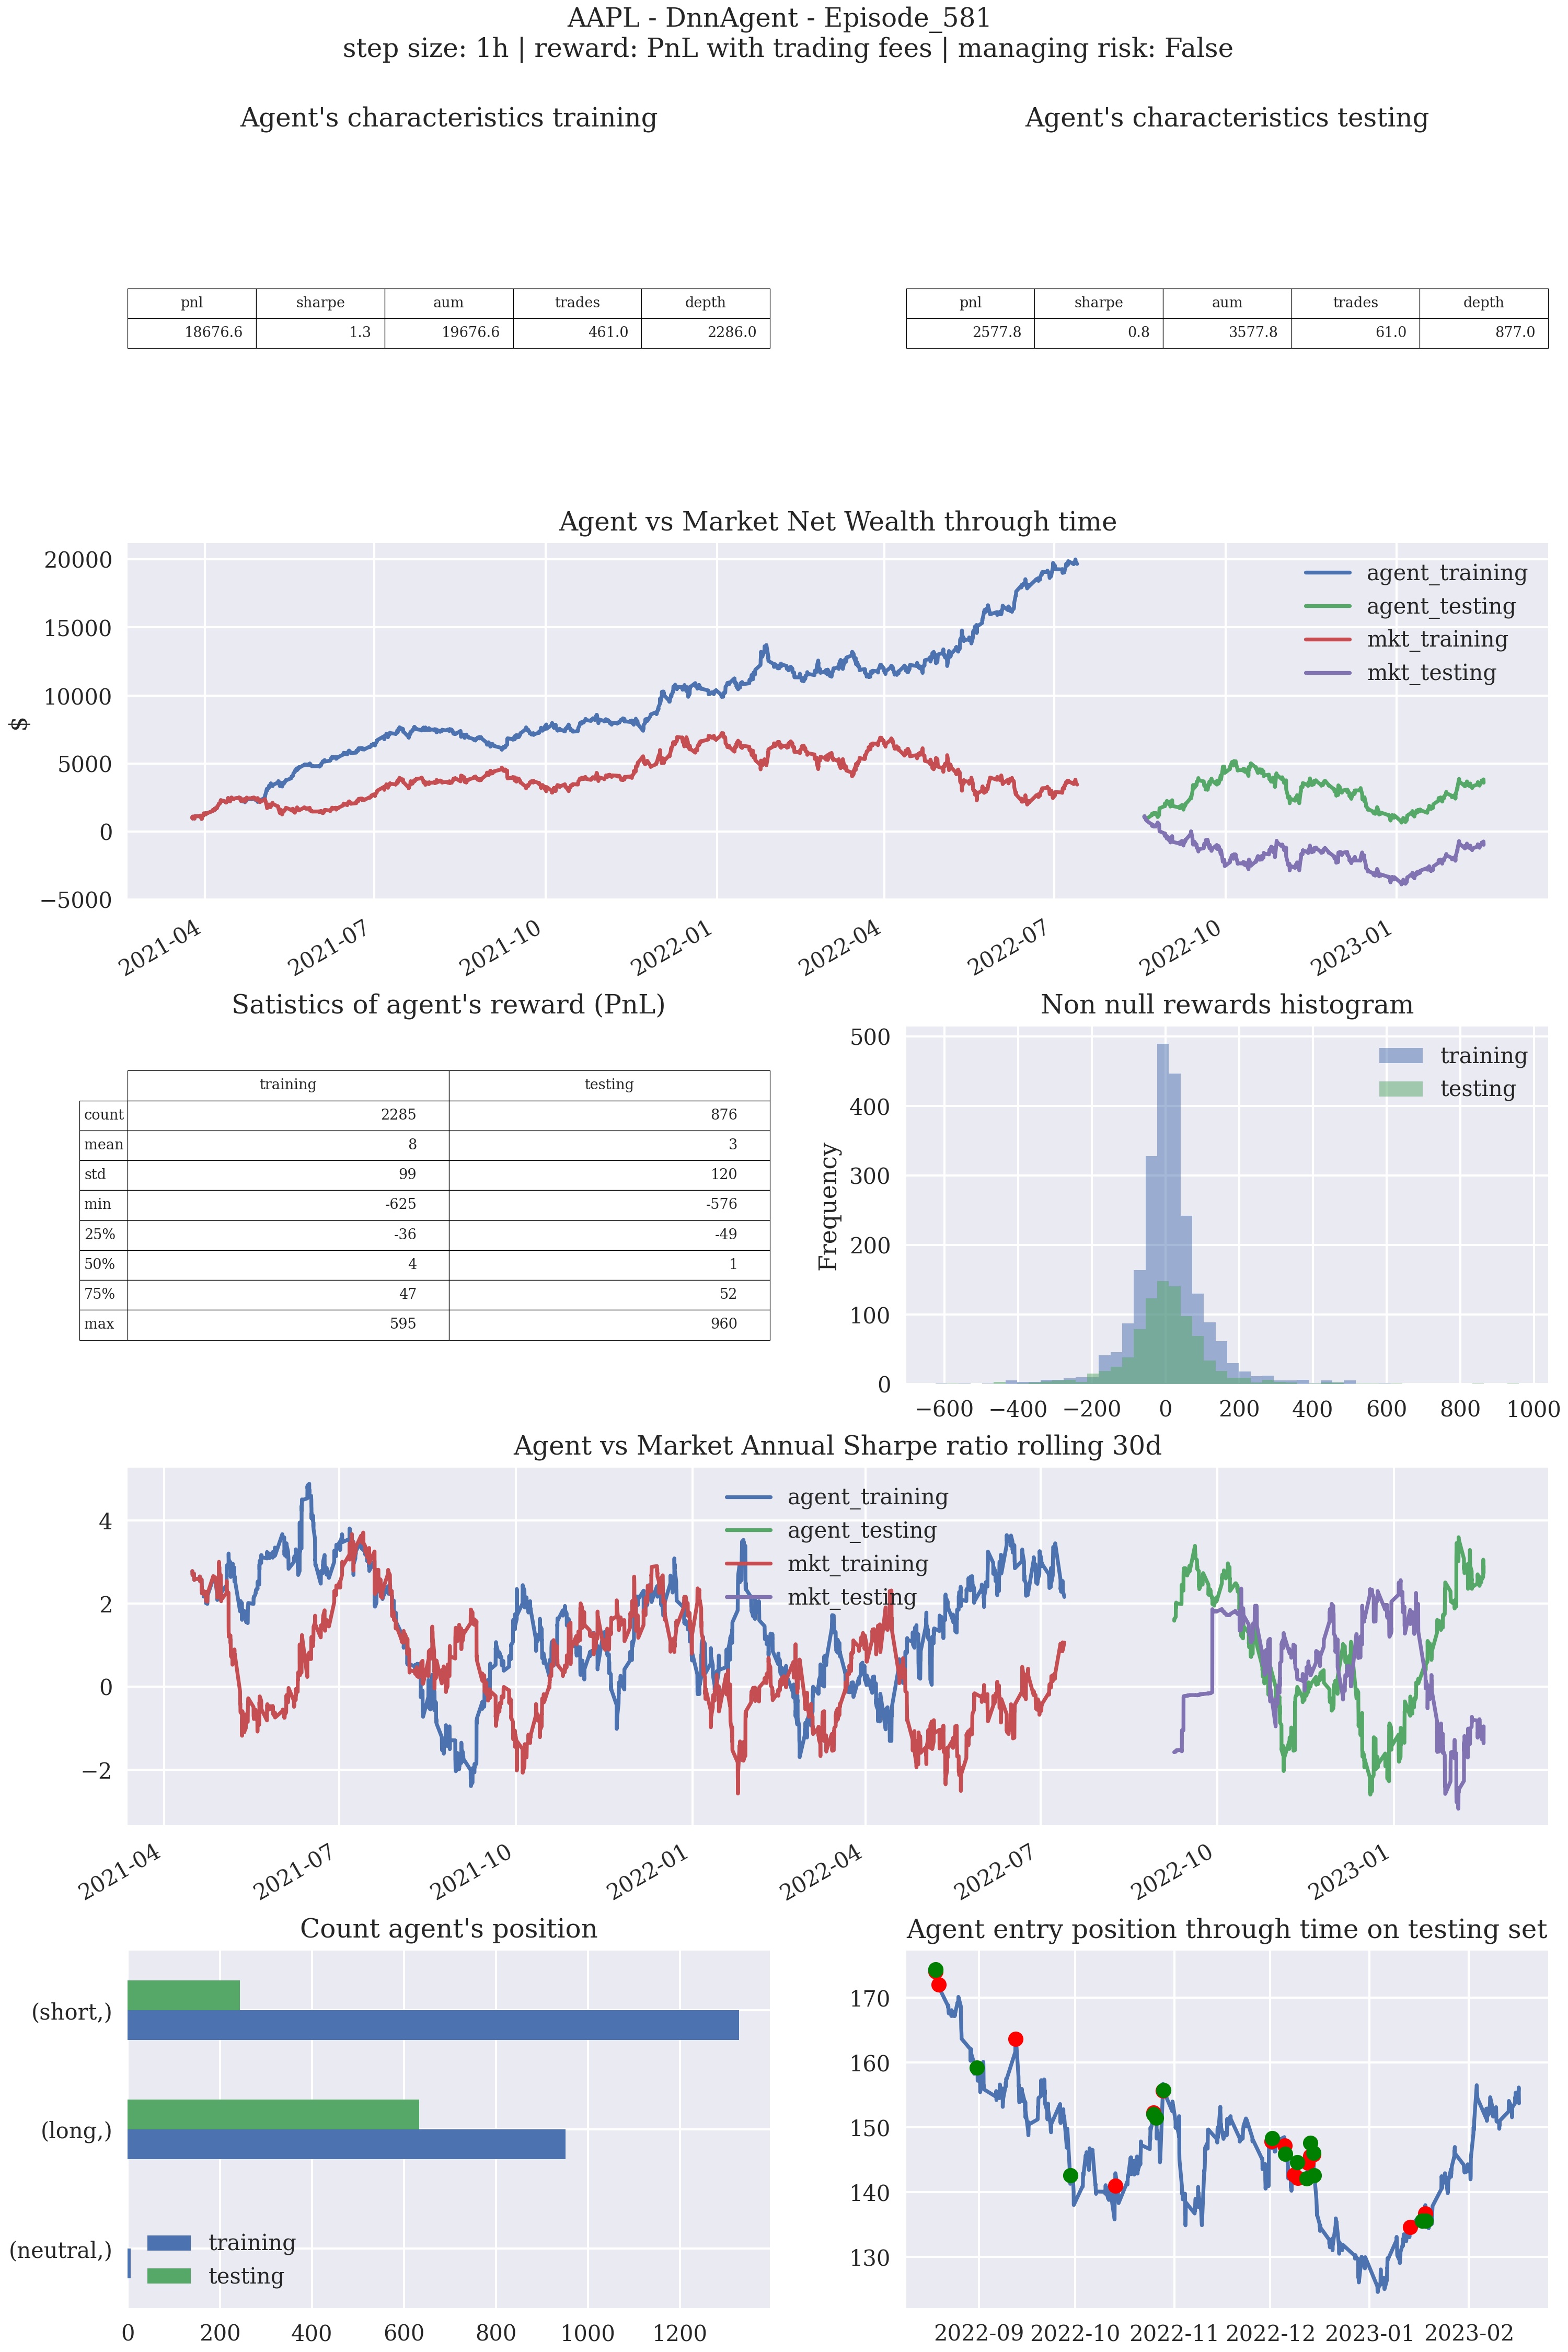 AAPL - DnnAgent - Episode_581
step size: 1h | reward: PnL with trading fees | managing risk: False
Agent's characteristics training
pnl sharpe aum trades depth
18676.6 1.3 19676.6 461.0 2286.0
Agent's characteristics testing
pnl sharpe aum trades depth
2577.8 0.8 3577.8 61.0 877.0
Agent vs Market Net Wealth through time
$
20000
15000
10000
5000
0
−5000
agent_training
agent_testing
mkt_training
mkt_testing
2021-04 2021-07 2021-10 2022-01 2022-04 2022-07 2022-10 2023-01
Satistics of agent's reward (PnL)
training testing
count 2285 876
mean 8 3
std 99 120
min -625 -576
25% -36 -49
50% 4 1
75% 47 52
max 595 960
Non null rewards histogram
Frequency
500
400
300
200
100
0
training
testing
−600 −400 −200 0 200 400 600 800 1000
Agent vs Market Annual Sharpe ratio rolling 30d
4
2
0
−2
agent_training
agent_testing
mkt_training
mkt_testing
2021-04 2021-07 2021-10 2022-01 2022-04 2022-07 2022-10 2023-01
Count agent's position
(short,)
(long,)
(neutral,)
training
testing
0 200 400 600 800 1000 1200
Agent entry position through time on testing set
170
160
150
140
130
2022-09 2022-10 2022-11 2022-12 2023-01 2023-02